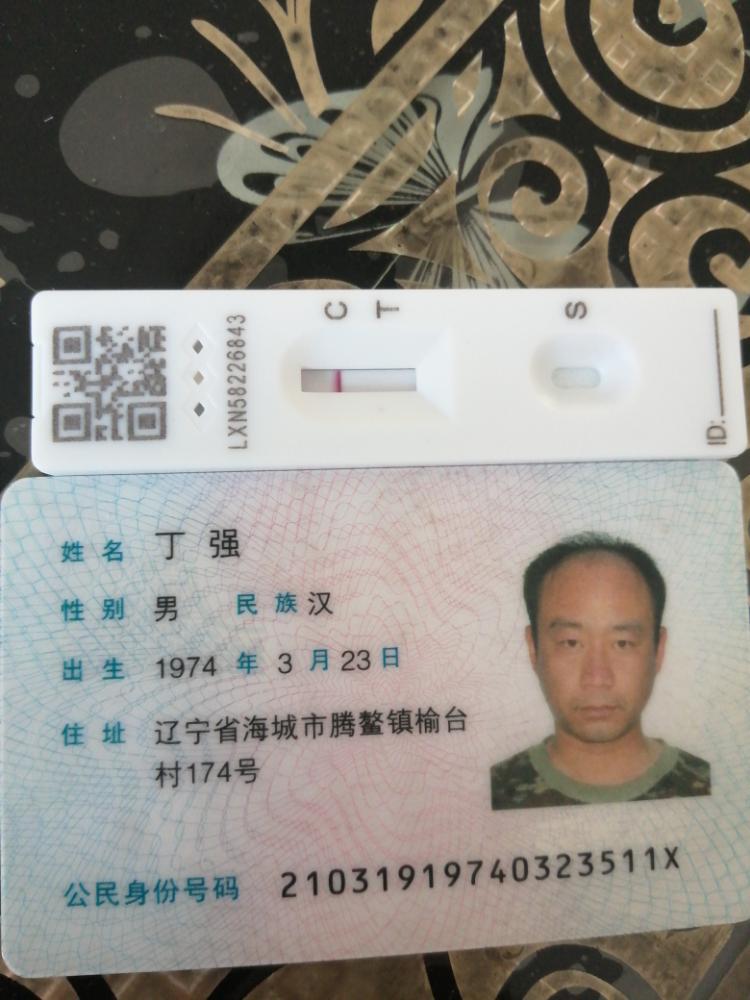 C
T
S
LXN58226843
ID:
姓名 丁强
性别 男 民族 汉
出生 1974 年 3 月 23 日
住址 辽宁省海城市腾鳌镇榆台
村174号
公民身份号码 21031919740323511X